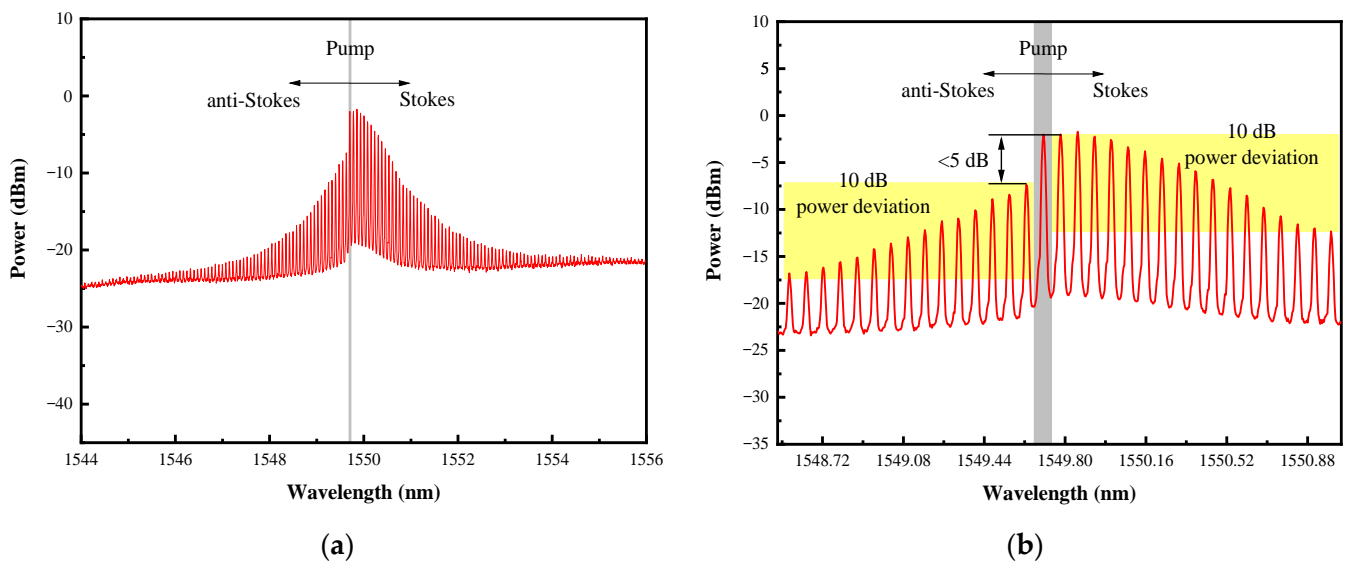 10
0
−10
−20
−30
−40
Power (dBm)
Pump
anti-Stokes
Stokes
1544
1546
1548
1550
1552
1554
1556
Wavelength (nm)
(a)
10
5
0
−5
−10
−15
−20
−25
−30
−35
Power (dBm)
Pump
anti-Stokes
Stokes
<5 dB
10 dB
power deviation
10 dB
power deviation
1548.72
1549.08
1549.44
1549.80
1550.16
1550.52
1550.88
Wavelength (nm)
(b)